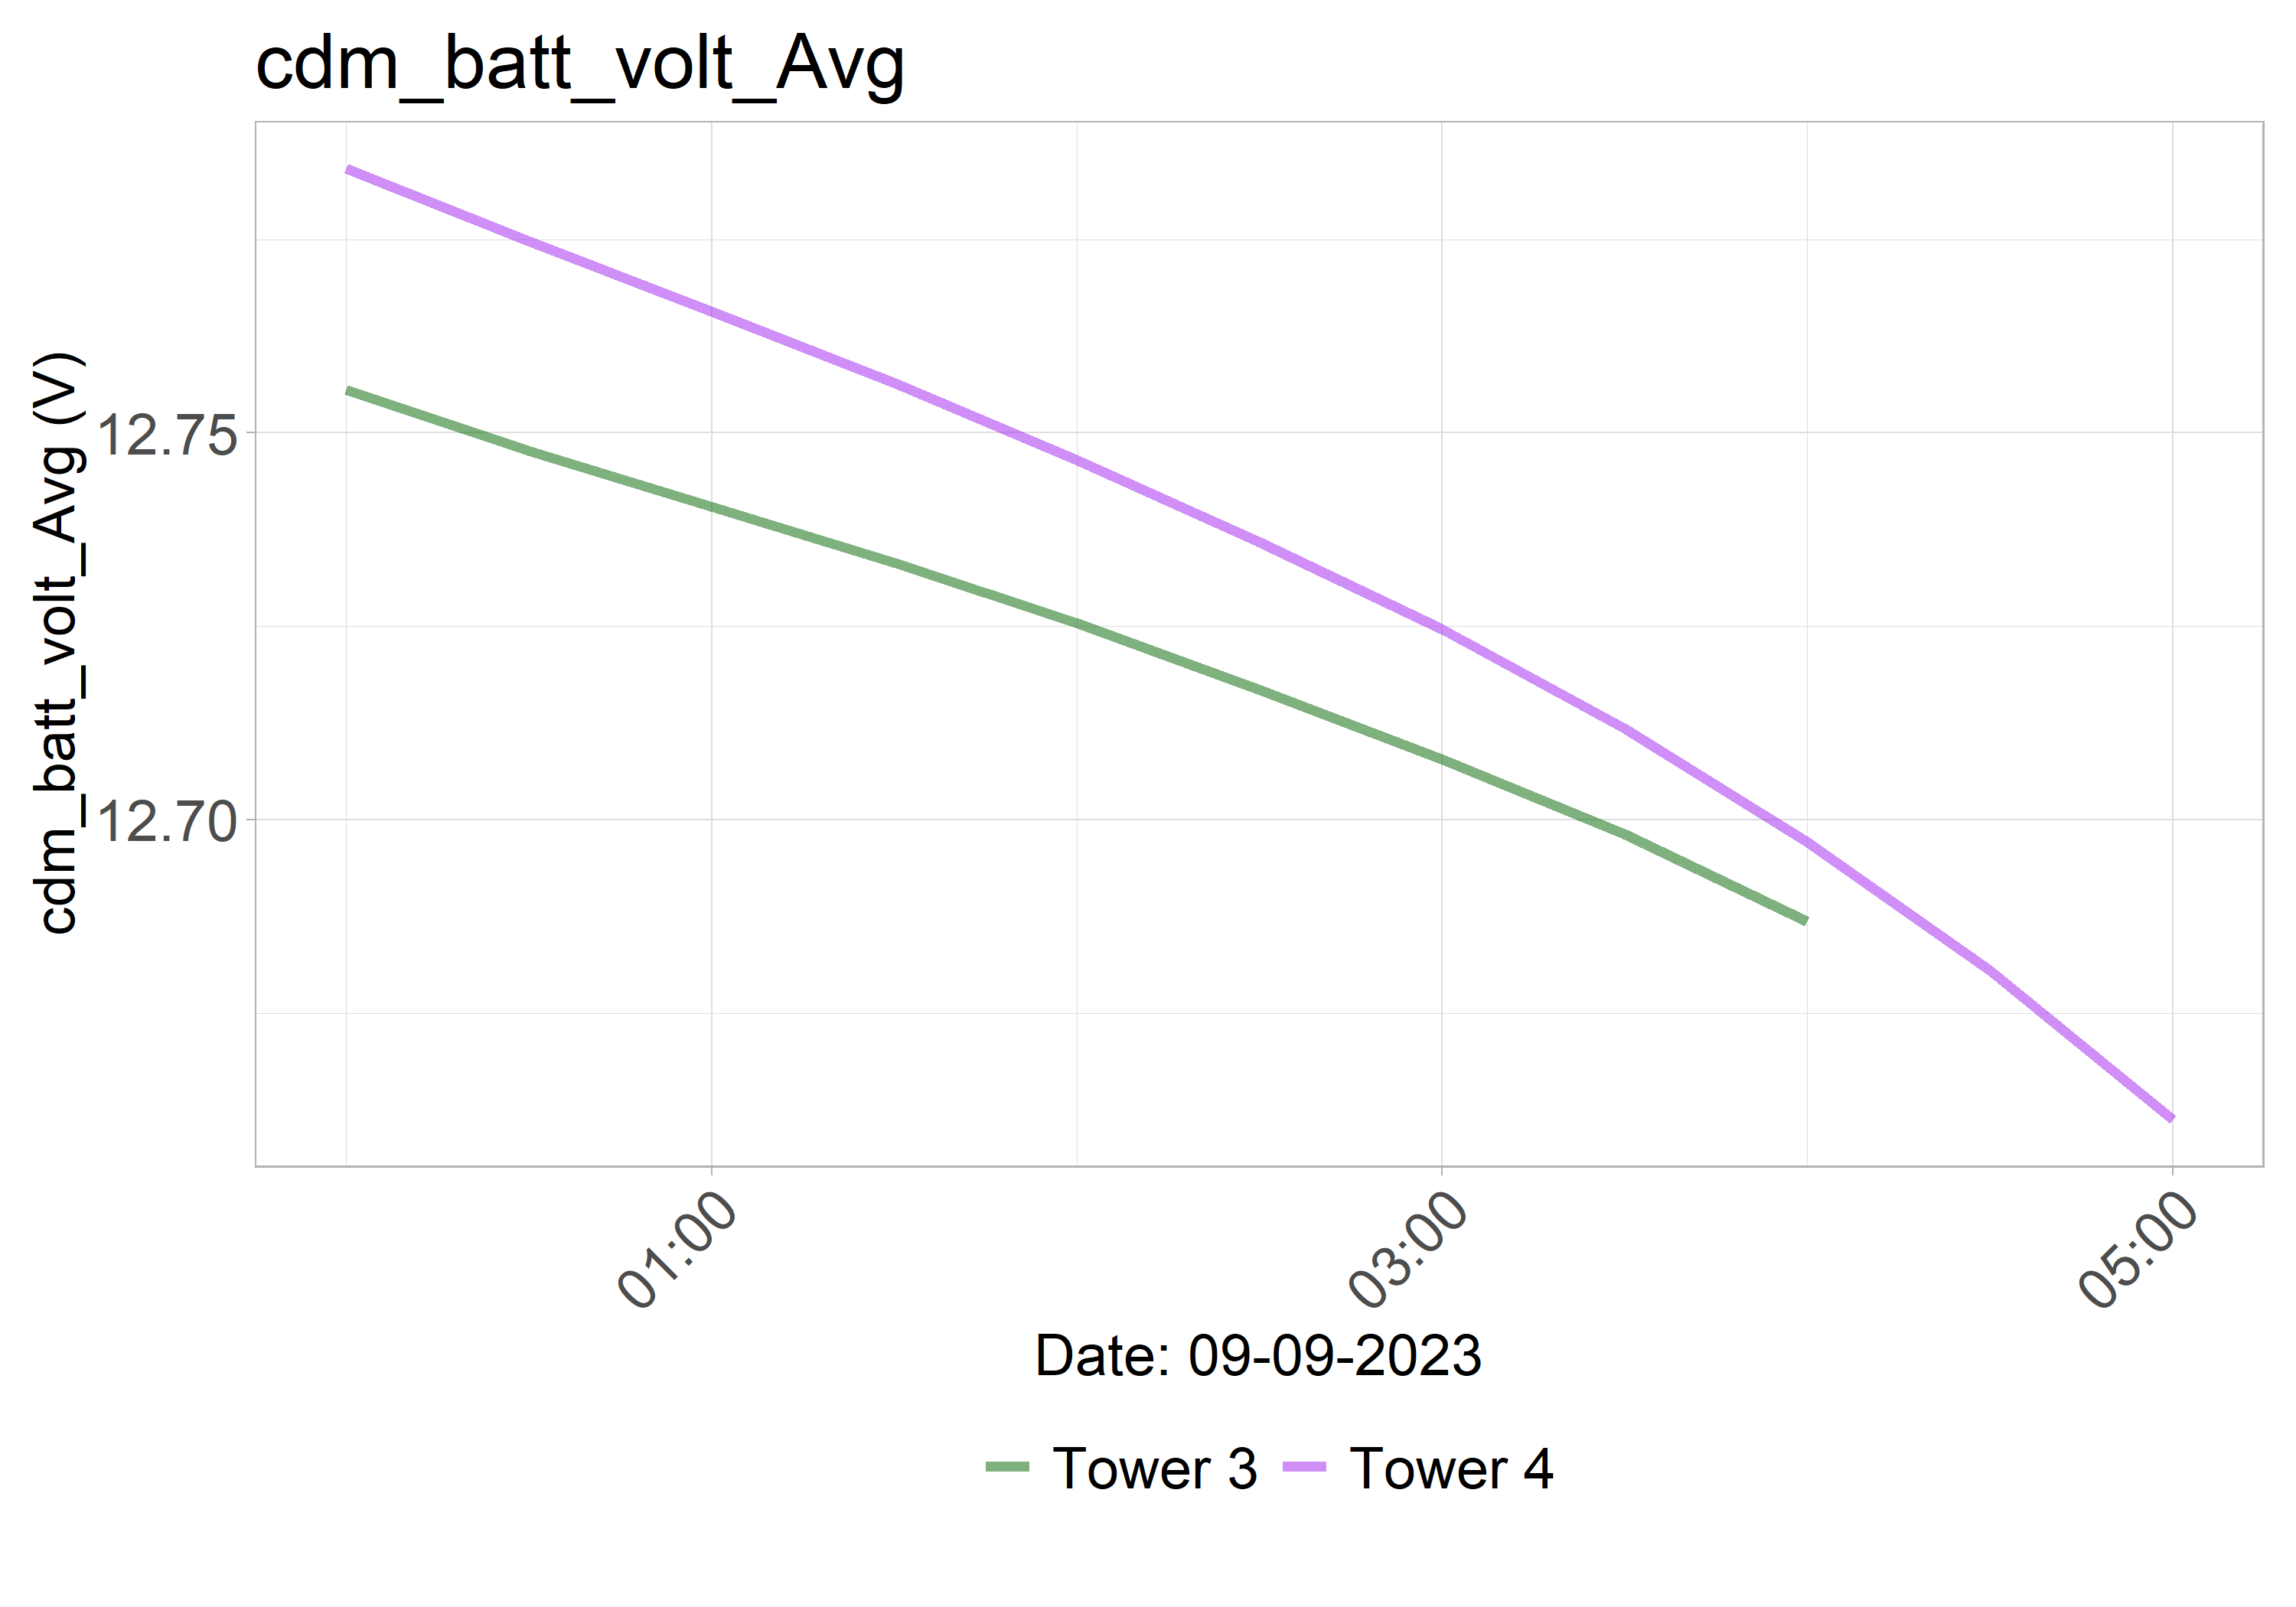 cdm_batt_volt_Avg
cdm_batt_volt_Avg (V)
12.75
12.70
01:00
03:00
05:00
Date: 09-09-2023
Tower 3
Tower 4